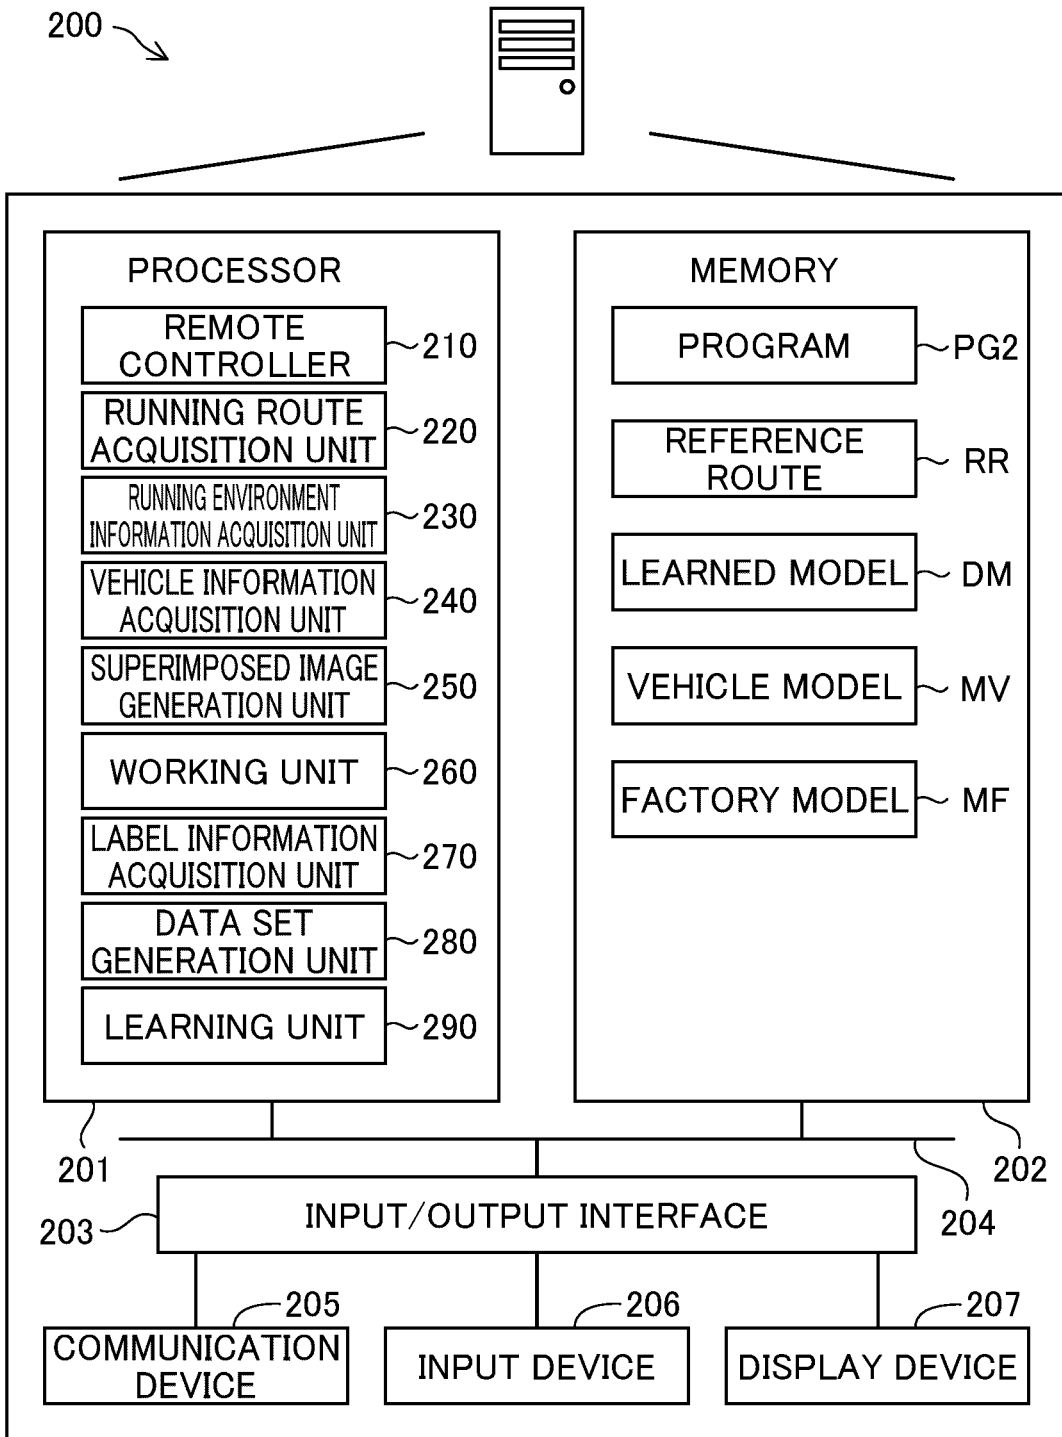 200
PROCESSOR
REMOTE
CONTROLLER
210
RUNNING ROUTE
ACQUISITION UNIT
220
RUNNING ENVIRONMENT
INFORMATION ACQUISITION UNIT
230
VEHICLE INFORMATION
ACQUISITION UNIT
240
SUPERIMPOSED IMAGE
GENERATION UNIT
250
WORKING UNIT
260
LABEL INFORMATION
ACQUISITION UNIT
270
DATA SET
GENERATION UNIT
280
LEARNING UNIT
290
201
MEMORY
PROGRAM
PG2
REFERENCE
ROUTE
RR
LEARNED MODEL
DM
VEHICLE MODEL
MV
FACTORY MODEL
MF
202
204
203
INPUT/OUTPUT INTERFACE
205
COMMUNICATION
DEVICE
206
INPUT DEVICE
207
DISPLAY DEVICE